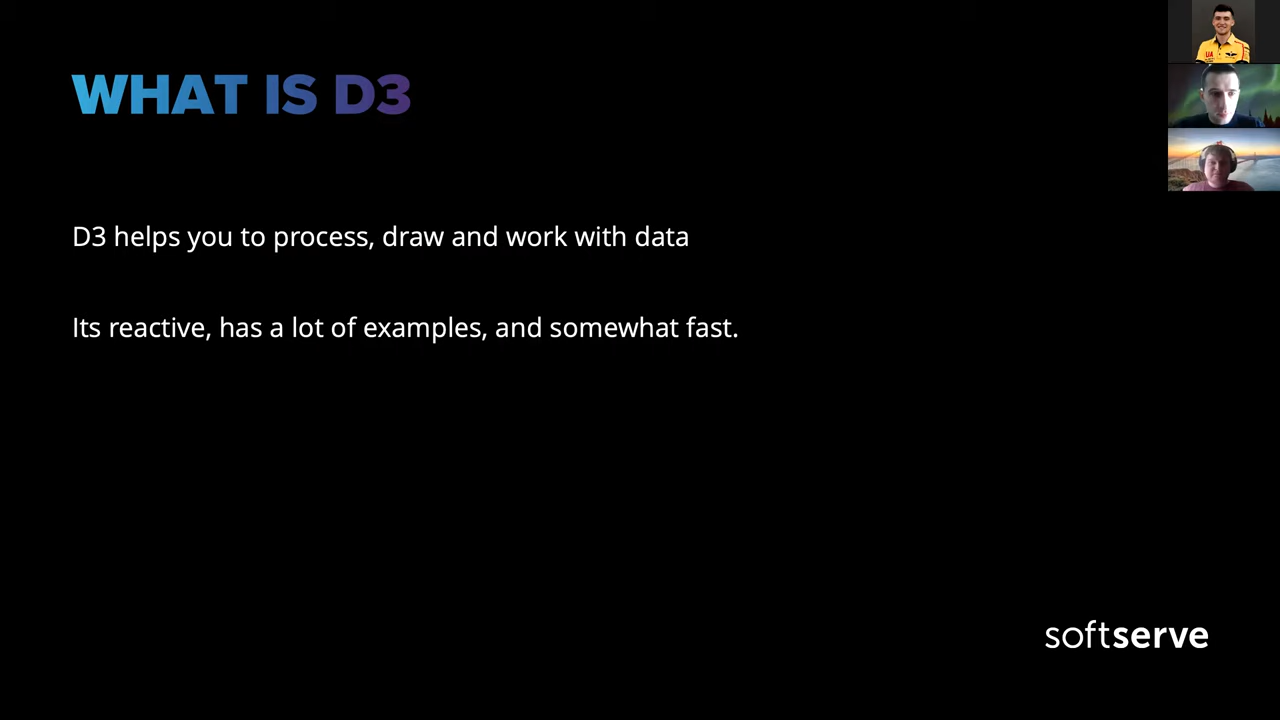 WHAT IS D3
D3 helps you to process, draw and work with data
Its reactive, has a lot of examples, and somewhat fast.
UA
softserve